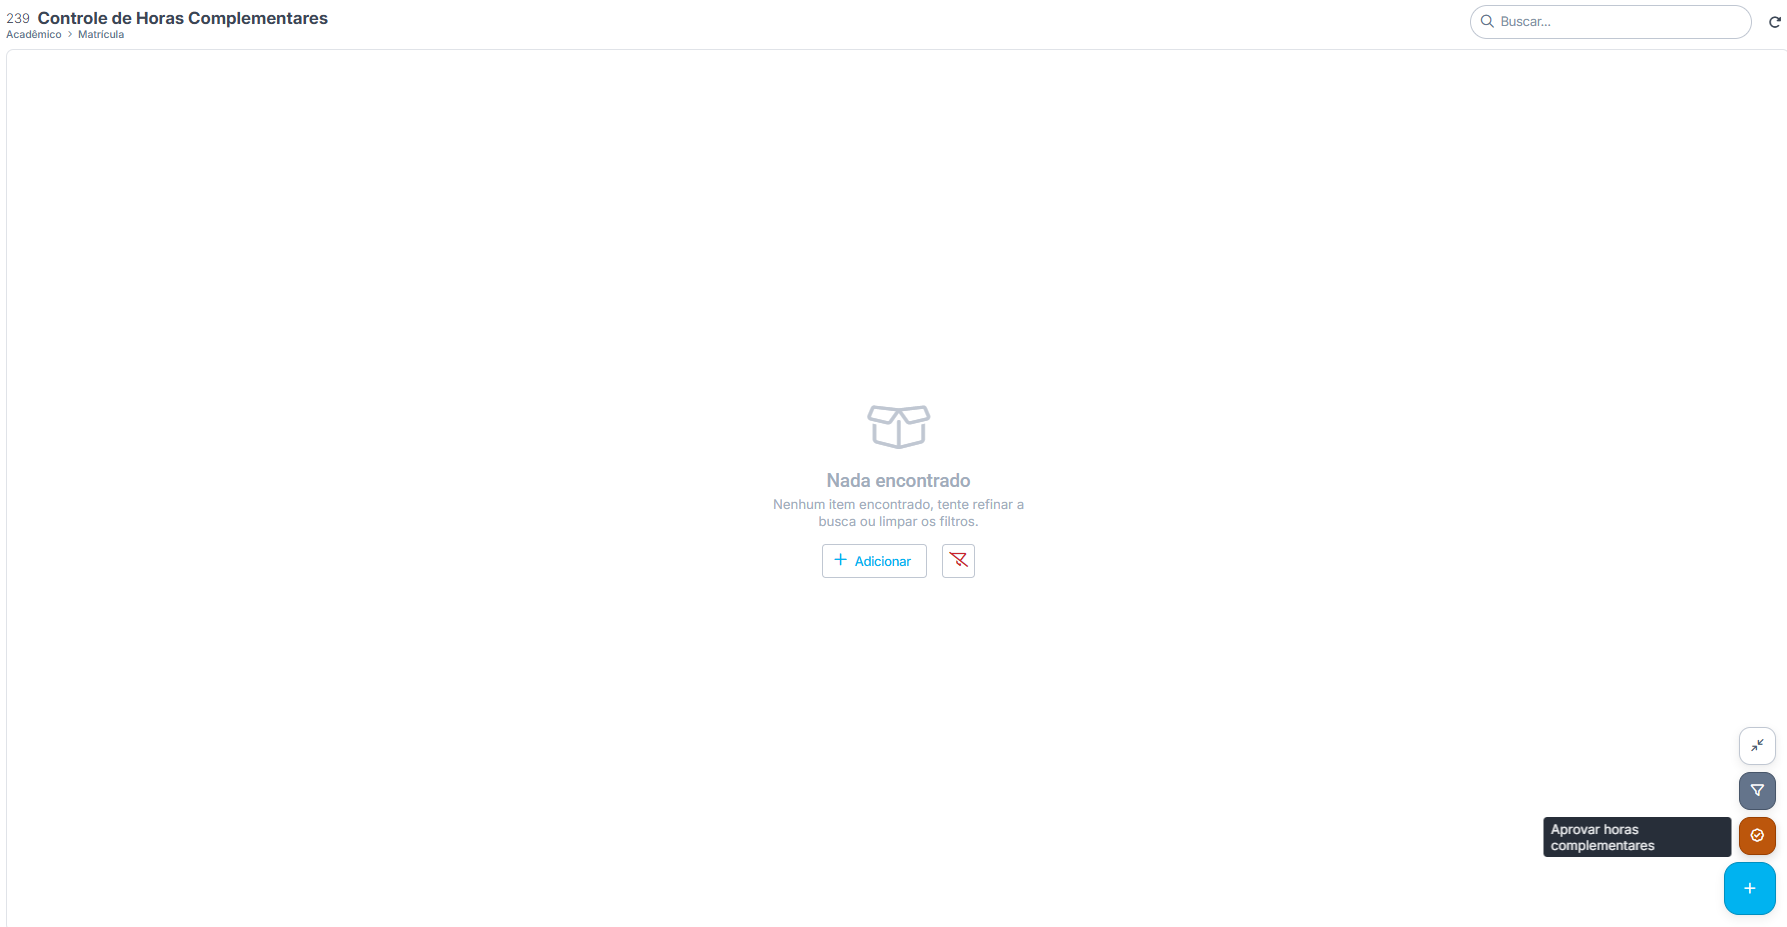 239 Controle de Horas Complementares
Buscar...
Acadêmico > Matrícula
Nada encontrado
Nenhum item encontrado, tente refinar a
busca ou limpar os filtros.
+ Adicionar
Aprovar horas
complementares
+